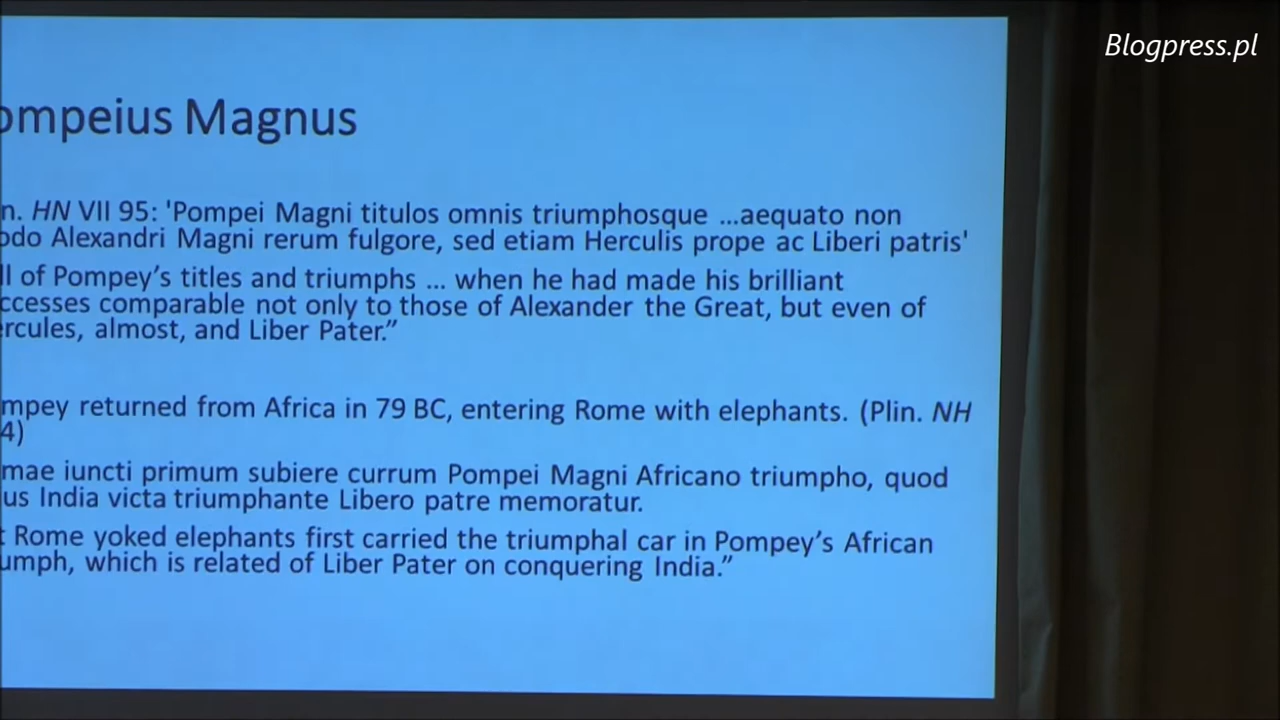 Blogpress.pl
ompeius Magnus
n. HN VII 95: 'Pompei Magni titulos omnis triumphosque ...aequato non
odo Alexandri Magni rerum fulgore, sed etiam Herculis prope ac Liberi patris'
ll of Pompey's titles and triumphs ... when he had made his brilliant
ccesses comparable not only to those of Alexander the Great, but even of
ercules, almost, and Liber Pater.”
mpey returned from Africa in 79 BC, entering Rome with elephants. (Plin. NH
4)
mae iuncti primum subiere currum Pompei Magni Africano triumpho, quod
us India victa triumphante Libero patre memoratur.
t Rome yoked elephants first carried the triumphal car in Pompey’s African
umph, which is related of Liber Pater on conquering India.”